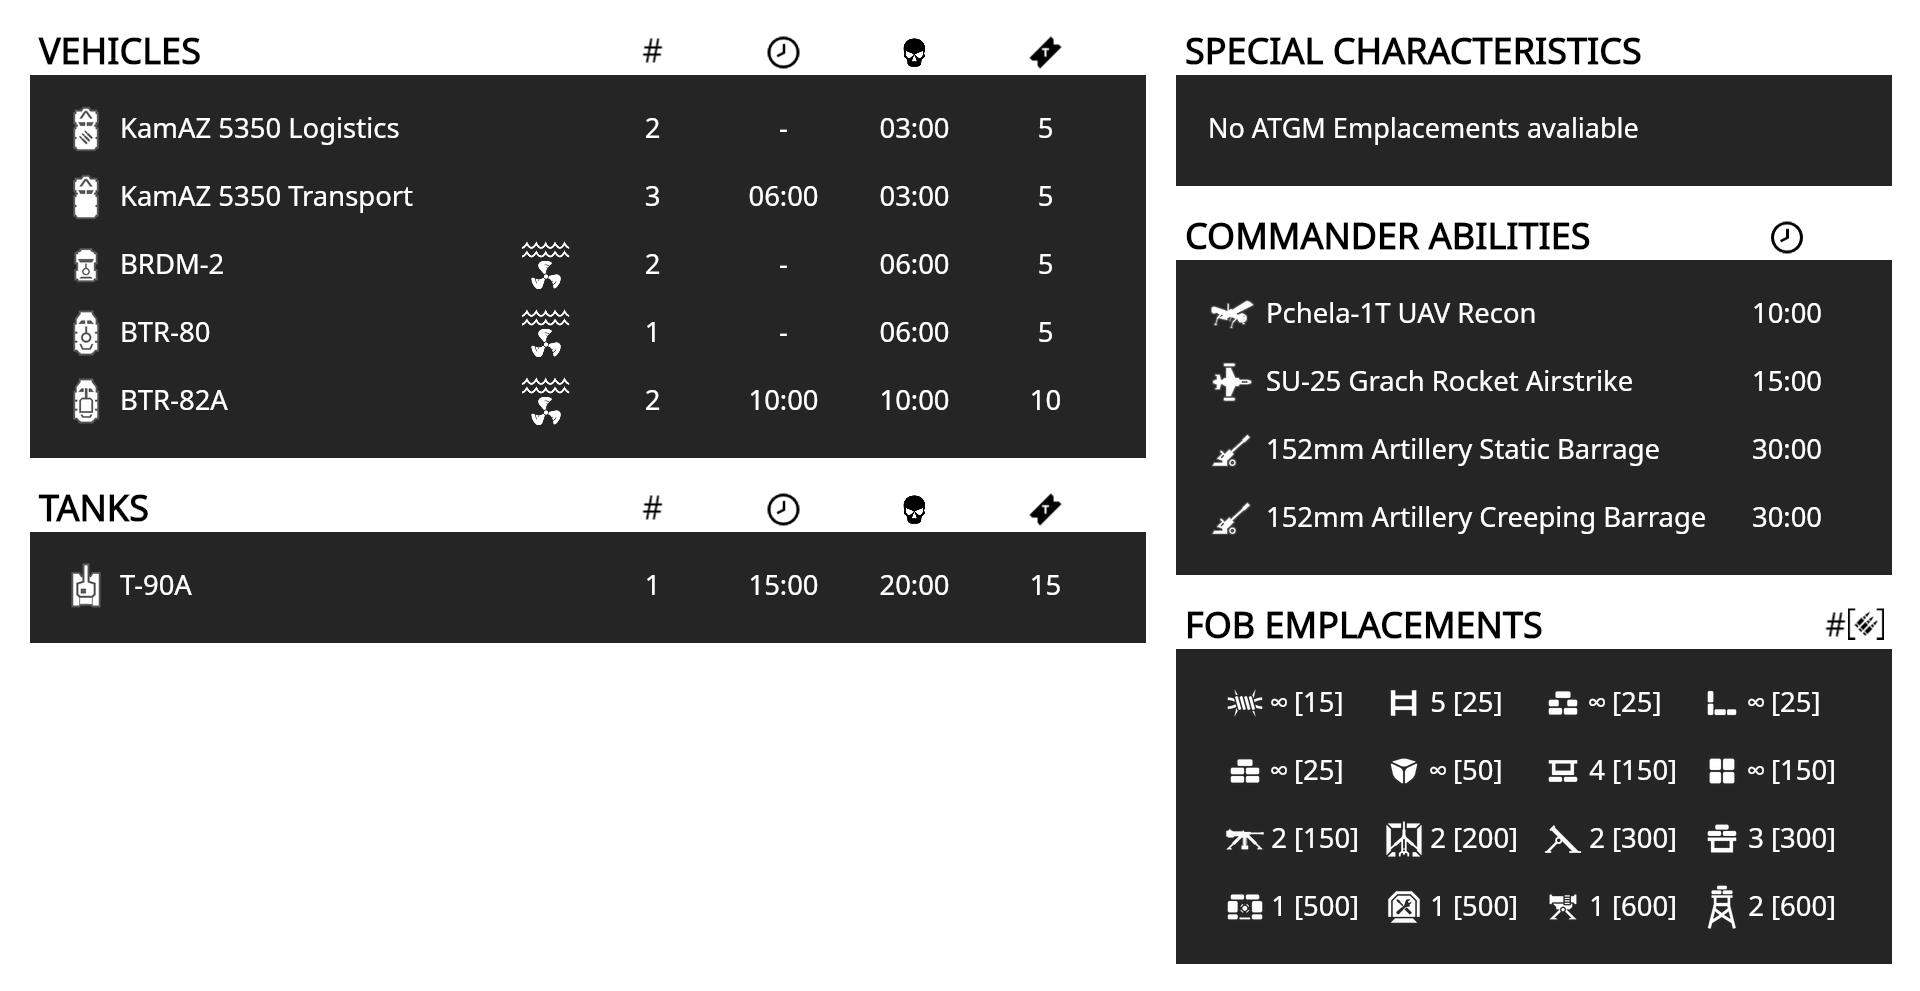 VEHICLES #
KamAZ 5350 Logistics 2 - 03:00 5
KamAZ 5350 Transport 3 06:00 03:00 5
BRDM-2 2 - 06:00 5
BTR-80 1 - 06:00 5
BTR-82A 2 10:00 10:00 10
TANKS #
T-90A 1 15:00 20:00 15
SPECIAL CHARACTERISTICS
No ATGM Emplacements avaliable
COMMANDER ABILITIES
Pchela-1T UAV Recon 10:00
SU-25 Grach Rocket Airstrike 15:00
152mm Artillery Static Barrage 30:00
152mm Artillery Creeping Barrage 30:00
FOB EMPLACEMENTS #[]
∞ [15] 5 [25] ∞ [25] ∞ [25]
∞ [25] ∞ [50] 4 [150] ∞ [150]
2 [150] 2 [200] 2 [300] 3 [300]
1 [500] 1 [500] 1 [600] 2 [600]